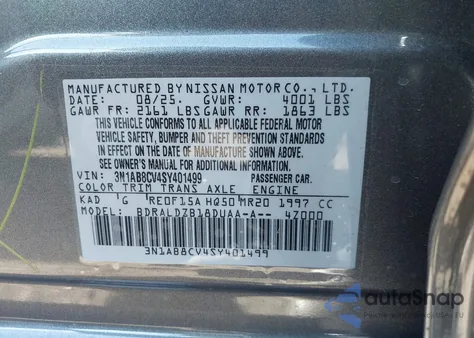 MANUFACTURED BY NISSAN MOTOR CO., LTD.
DATE: 08/25. GVWR: 4001 LBS
GAWR FR: 2161 LBS GAWR RR: 1863 LBS
THIS VEHICLE CONFORMS TO ALL APPLICABLE FEDERAL MOTOR
VEHICLE SAFETY, BUMPER, AND THEFT PREVENTION STANDARDS
IN EFFECT ON THE DATE OF MANUFACTURE SHOWN ABOVE.
SEE OWNER'S MANUAL FOR ADDITIONAL INFORMATION.
VIN: 3N1AB8CV4SY401499 PASSENGER CAR.
COLOR TRIM TRANS AXLE ENGINE
KAD G RE0F15A HQ50 MR20 1997 CC
MODEL: BDRALDZB18DUAA-A-- 47000
3N1AB8CV4SY401499
autoSnap